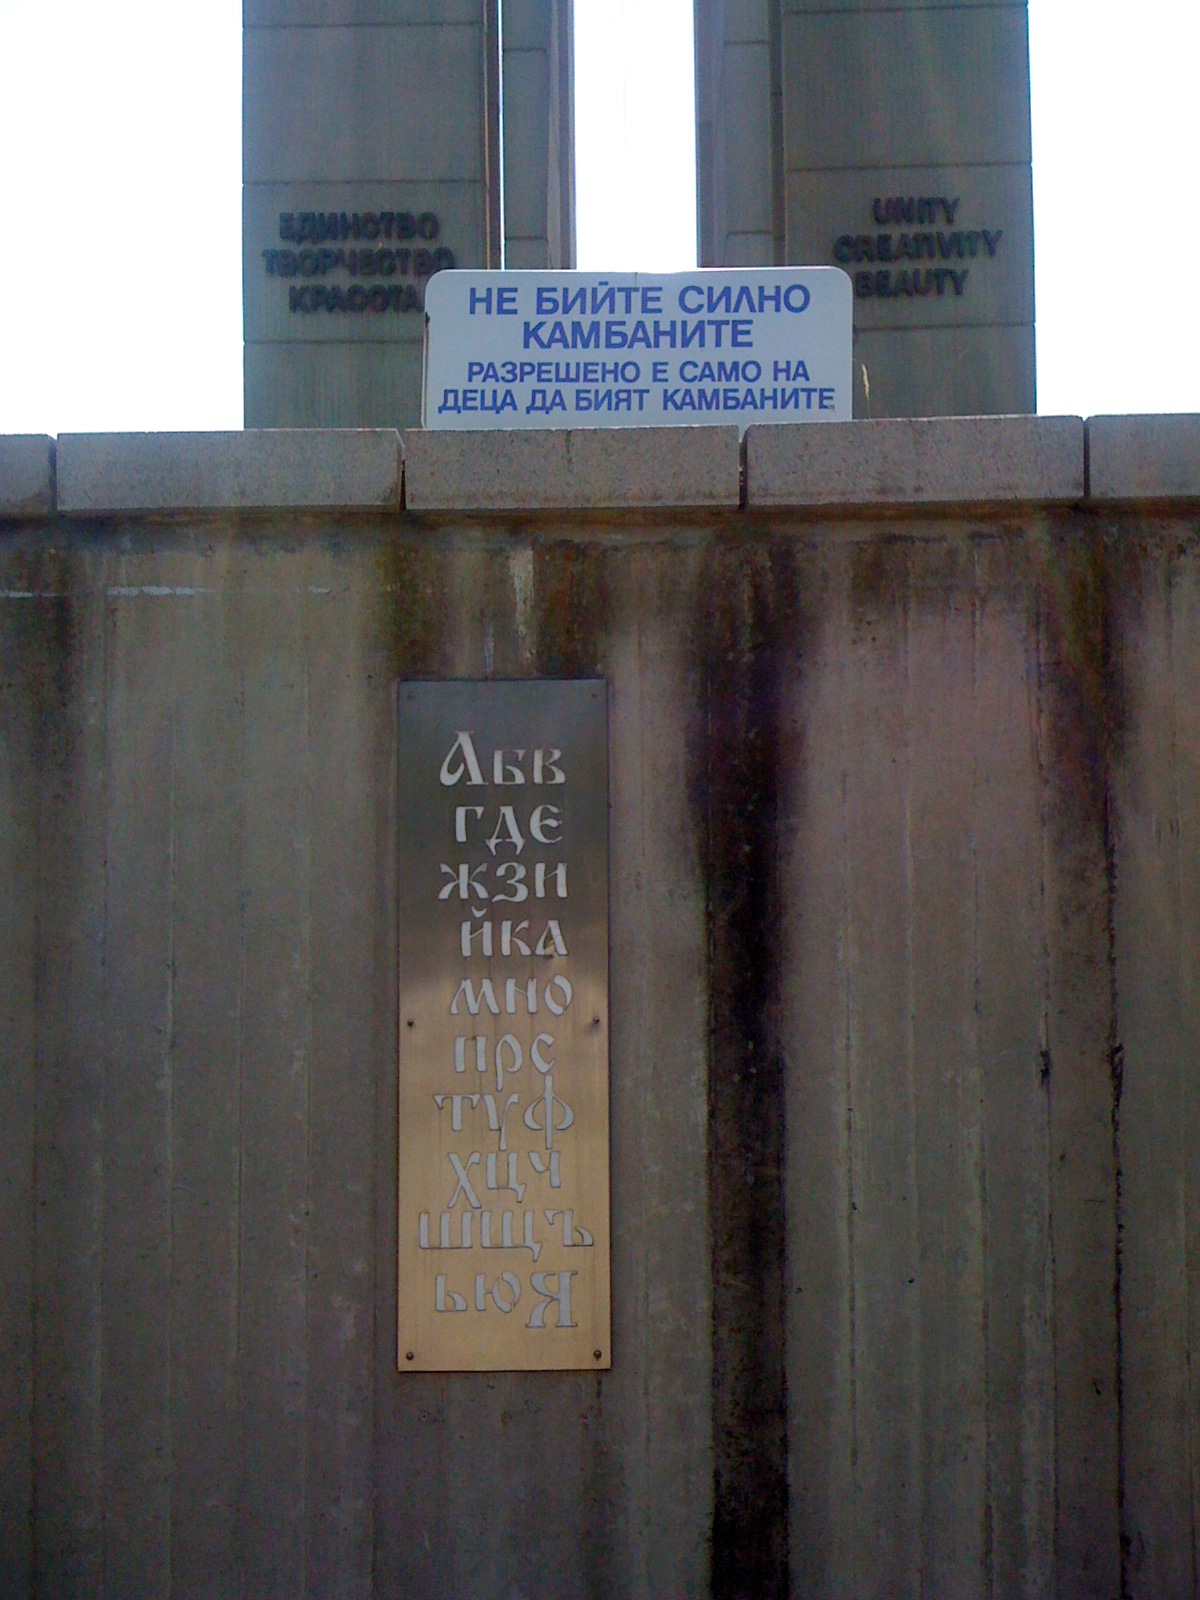 ЕДИНСТВО
ТВОРЧЕСТВО
КРАСОТА
UNITY
CREATIVITY
BEAUTY
НЕ БИЙТЕ СИЛНО
КАМБАНИТЕ
РАЗРЕШЕНО Е САМО НА
ДЕЦА ДА БИЯТ КАМБАНИТЕ
АБВ
ГДЕ
ЖЗИ
ЙКЛ
МНО
ПРС
ТУФ
ХЦЧ
ШЩЪ
ЬЮЯ